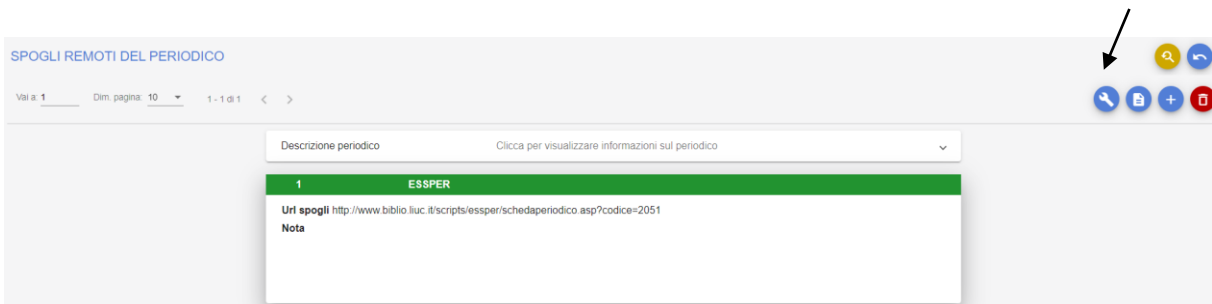 SPOGLI REMOTI DEL PERIODICO
Vai a: 1 Dim. pagina: 10 1 - 1 di 1
Descrizione periodico Clicca per visualizzare informazioni sul periodico
1 ESSPER
Url spogli http://www.biblio.liuc.it/scripts/essper/schedaperiodico.asp?codice=2051
Nota